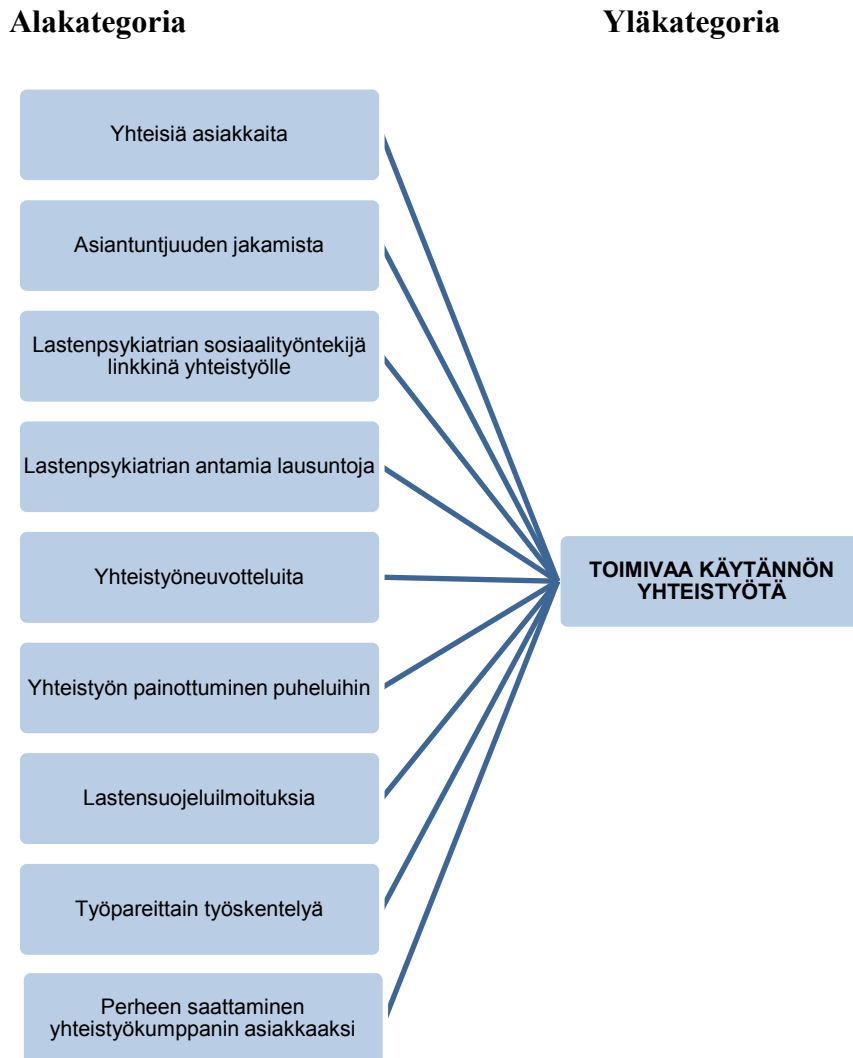 Alakategoria
Yläkategoria
Yhteisiä asiakkaita
Asiantuntjuuden jakamista
Lastenpsykiatrian sosiaalityöntekijä
linkkinä yhteistyölle
Lastenpsykiatrian antamia lausuntoja
Yhteistyöneuvotteluita
Yhteistyön painottuminen puheluihin
Lastensuojeluilmoituksia
Työpareittain työskentelyä
Perheen saattaminen
yhteistyökumppanin asiakkaaksi
TOIMIVAA KÄYTÄNNÖN
YHTEISTYÖTÄ